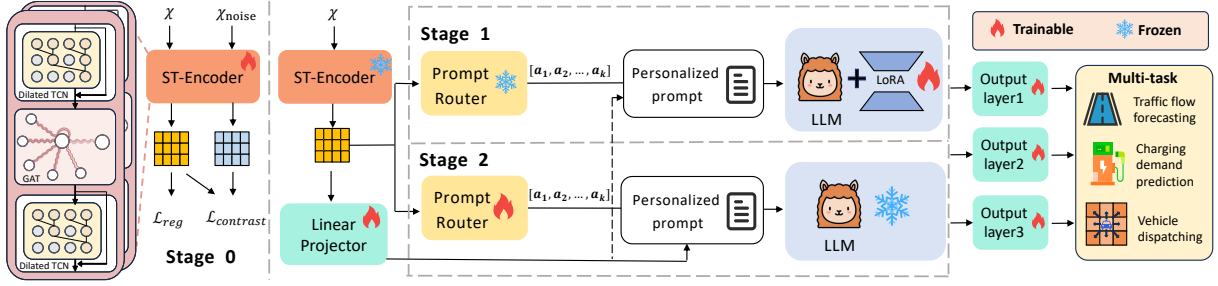 Dilated TCN
GAT
Dilated TCN
χ
χnoise
ST-Encoder
ℒreg
ℒcontrast
Stage 0
χ
ST-Encoder
Linear
Projector
Stage 1
Prompt
Router
[a1, a2, ..., ak]
Personalized
prompt
LLM
+
LoRA
Stage 2
Prompt
Router
[a1, a2, ..., ak]
Personalized
prompt
LLM
Trainable
Frozen
Output
layer1
Output
layer2
Output
layer3
Multi-task
Traffic flow
forecasting
Charging
demand
prediction
Vehicle
dispatching